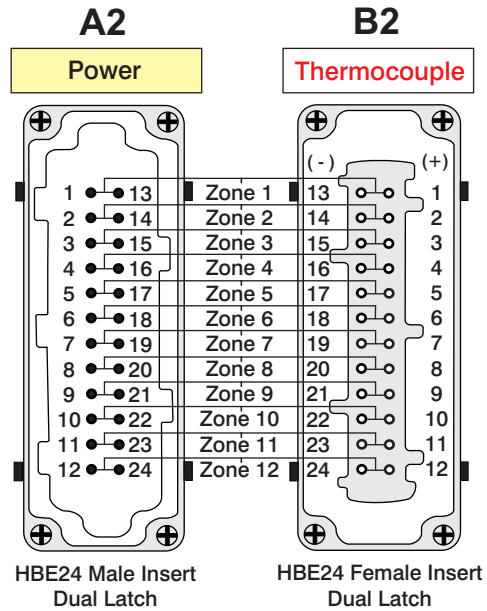 A2 B2
Power Thermocouple
(-) (+)
1 13 Zone 1 13 1
2 14 Zone 2 14 2
3 15 Zone 3 15 3
4 16 Zone 4 16 4
5 17 Zone 5 17 5
6 18 Zone 6 18 6
7 19 Zone 7 19 7
8 20 Zone 8 20 8
9 21 Zone 9 21 9
10 22 Zone 10 22 10
11 23 Zone 11 23 11
12 24 Zone 12 24 12
HBE24 Male Insert HBE24 Female Insert
Dual Latch Dual Latch